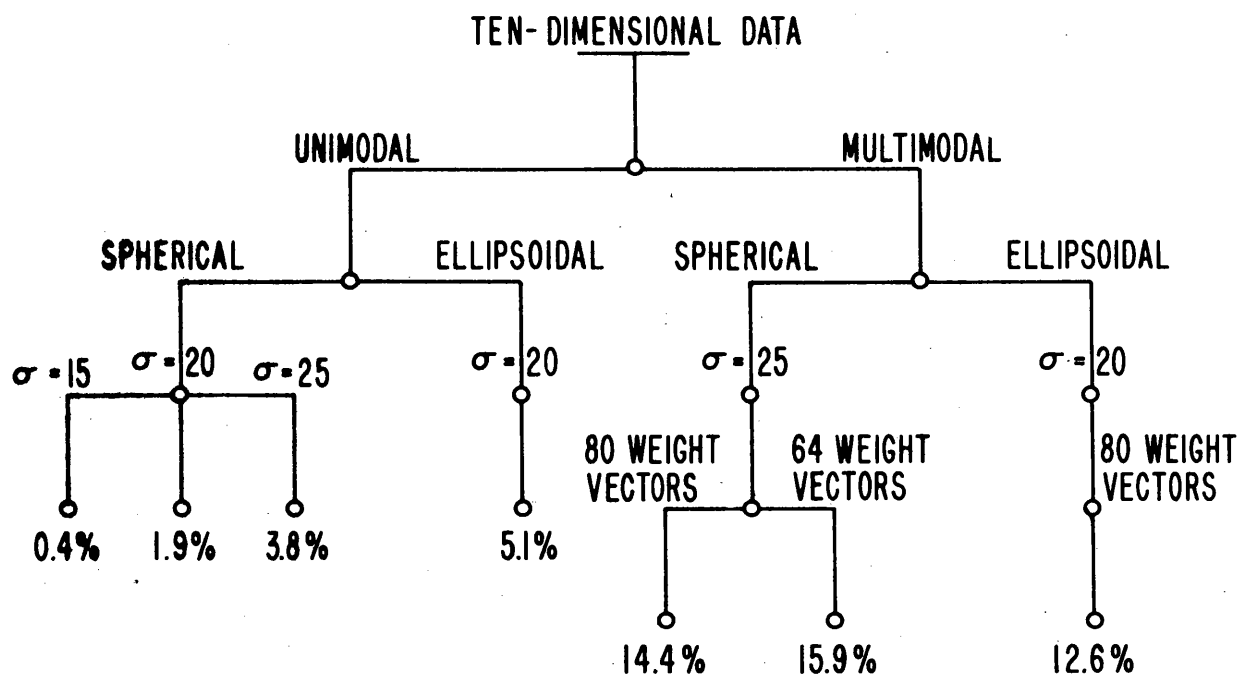 TEN-DIMENSIONAL DATA
UNIMODAL
MULTIMODAL
SPHERICAL
ELLIPSOIDAL
SPHERICAL
ELLIPSOIDAL
σ = 15
σ = 20
σ = 25
σ = 20
σ = 25
σ = 20
80 WEIGHT
VECTORS
64 WEIGHT
VECTORS
80 WEIGHT
VECTORS
0.4%
1.9%
3.8%
5.1%
14.4%
15.9%
12.6%